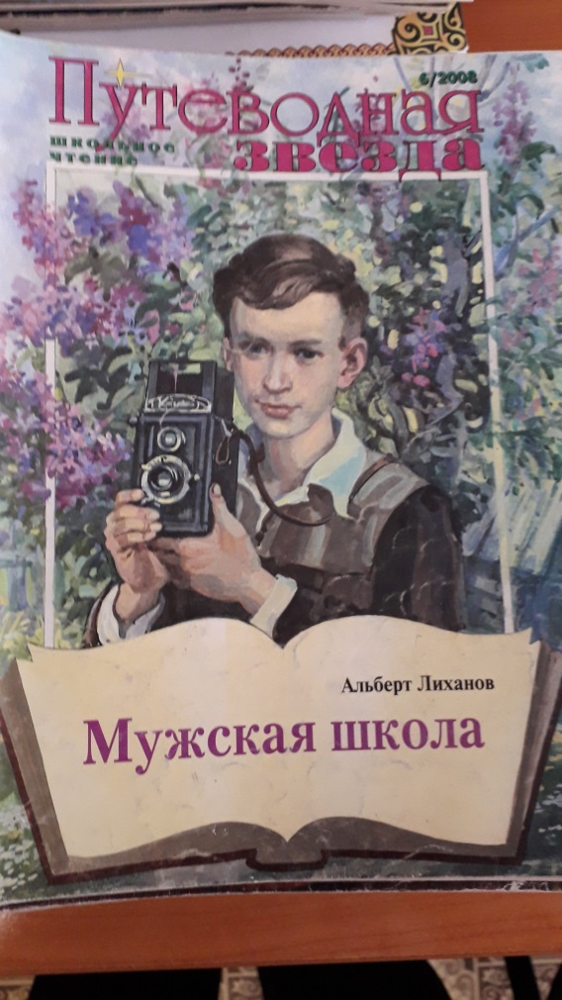 6/2008
Путеводная
школьное
чтение
звезда
Альберт Лиханов
Мужская школа